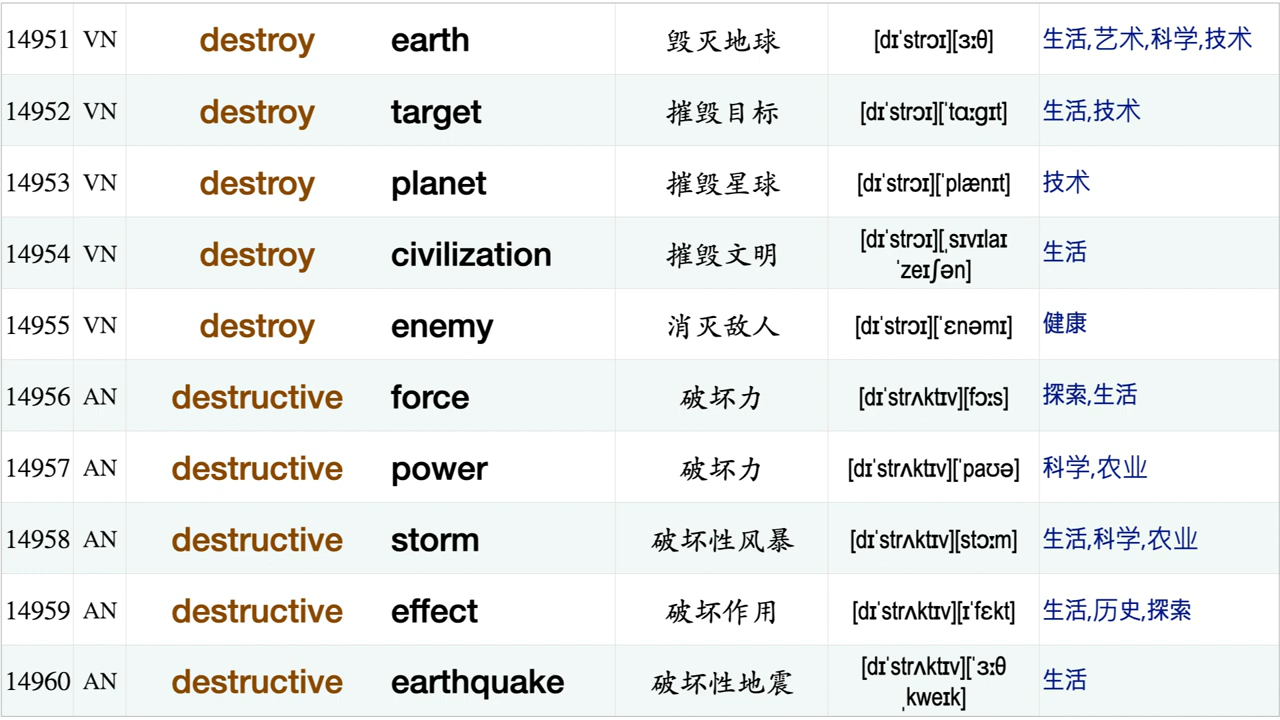 14951 VN destroy earth 毁灭地球 [dɪˈstrɔɪ][ɜːθ] 生活,艺术,科学,技术
14952 VN destroy target 摧毁目标 [dɪˈstrɔɪ][ˈtɑːɡɪt] 生活,技术
14953 VN destroy planet 摧毁星球 [dɪˈstrɔɪ][ˈplænɪt] 技术
14954 VN destroy civilization 摧毁文明 [dɪˈstrɔɪ][ˌsɪvɪlaɪ
ˈzeɪʃən] 生活
14955 VN destroy enemy 消灭敌人 [dɪˈstrɔɪ][ˈɛnəmɪ] 健康
14956 AN destructive force 破坏力 [dɪˈstrʌktɪv][fɔːs] 探索,生活
14957 AN destructive power 破坏力 [dɪˈstrʌktɪv][ˈpaʊə] 科学,农业
14958 AN destructive storm 破坏性风暴 [dɪˈstrʌktɪv][stɔːm] 生活,科学,农业
14959 AN destructive effect 破坏作用 [dɪˈstrʌktɪv][ɪˈfɛkt] 生活,历史,探索
14960 AN destructive earthquake 破坏性地震 [dɪˈstrʌktɪv][ˈɜːθ
ˌkweɪk] 生活